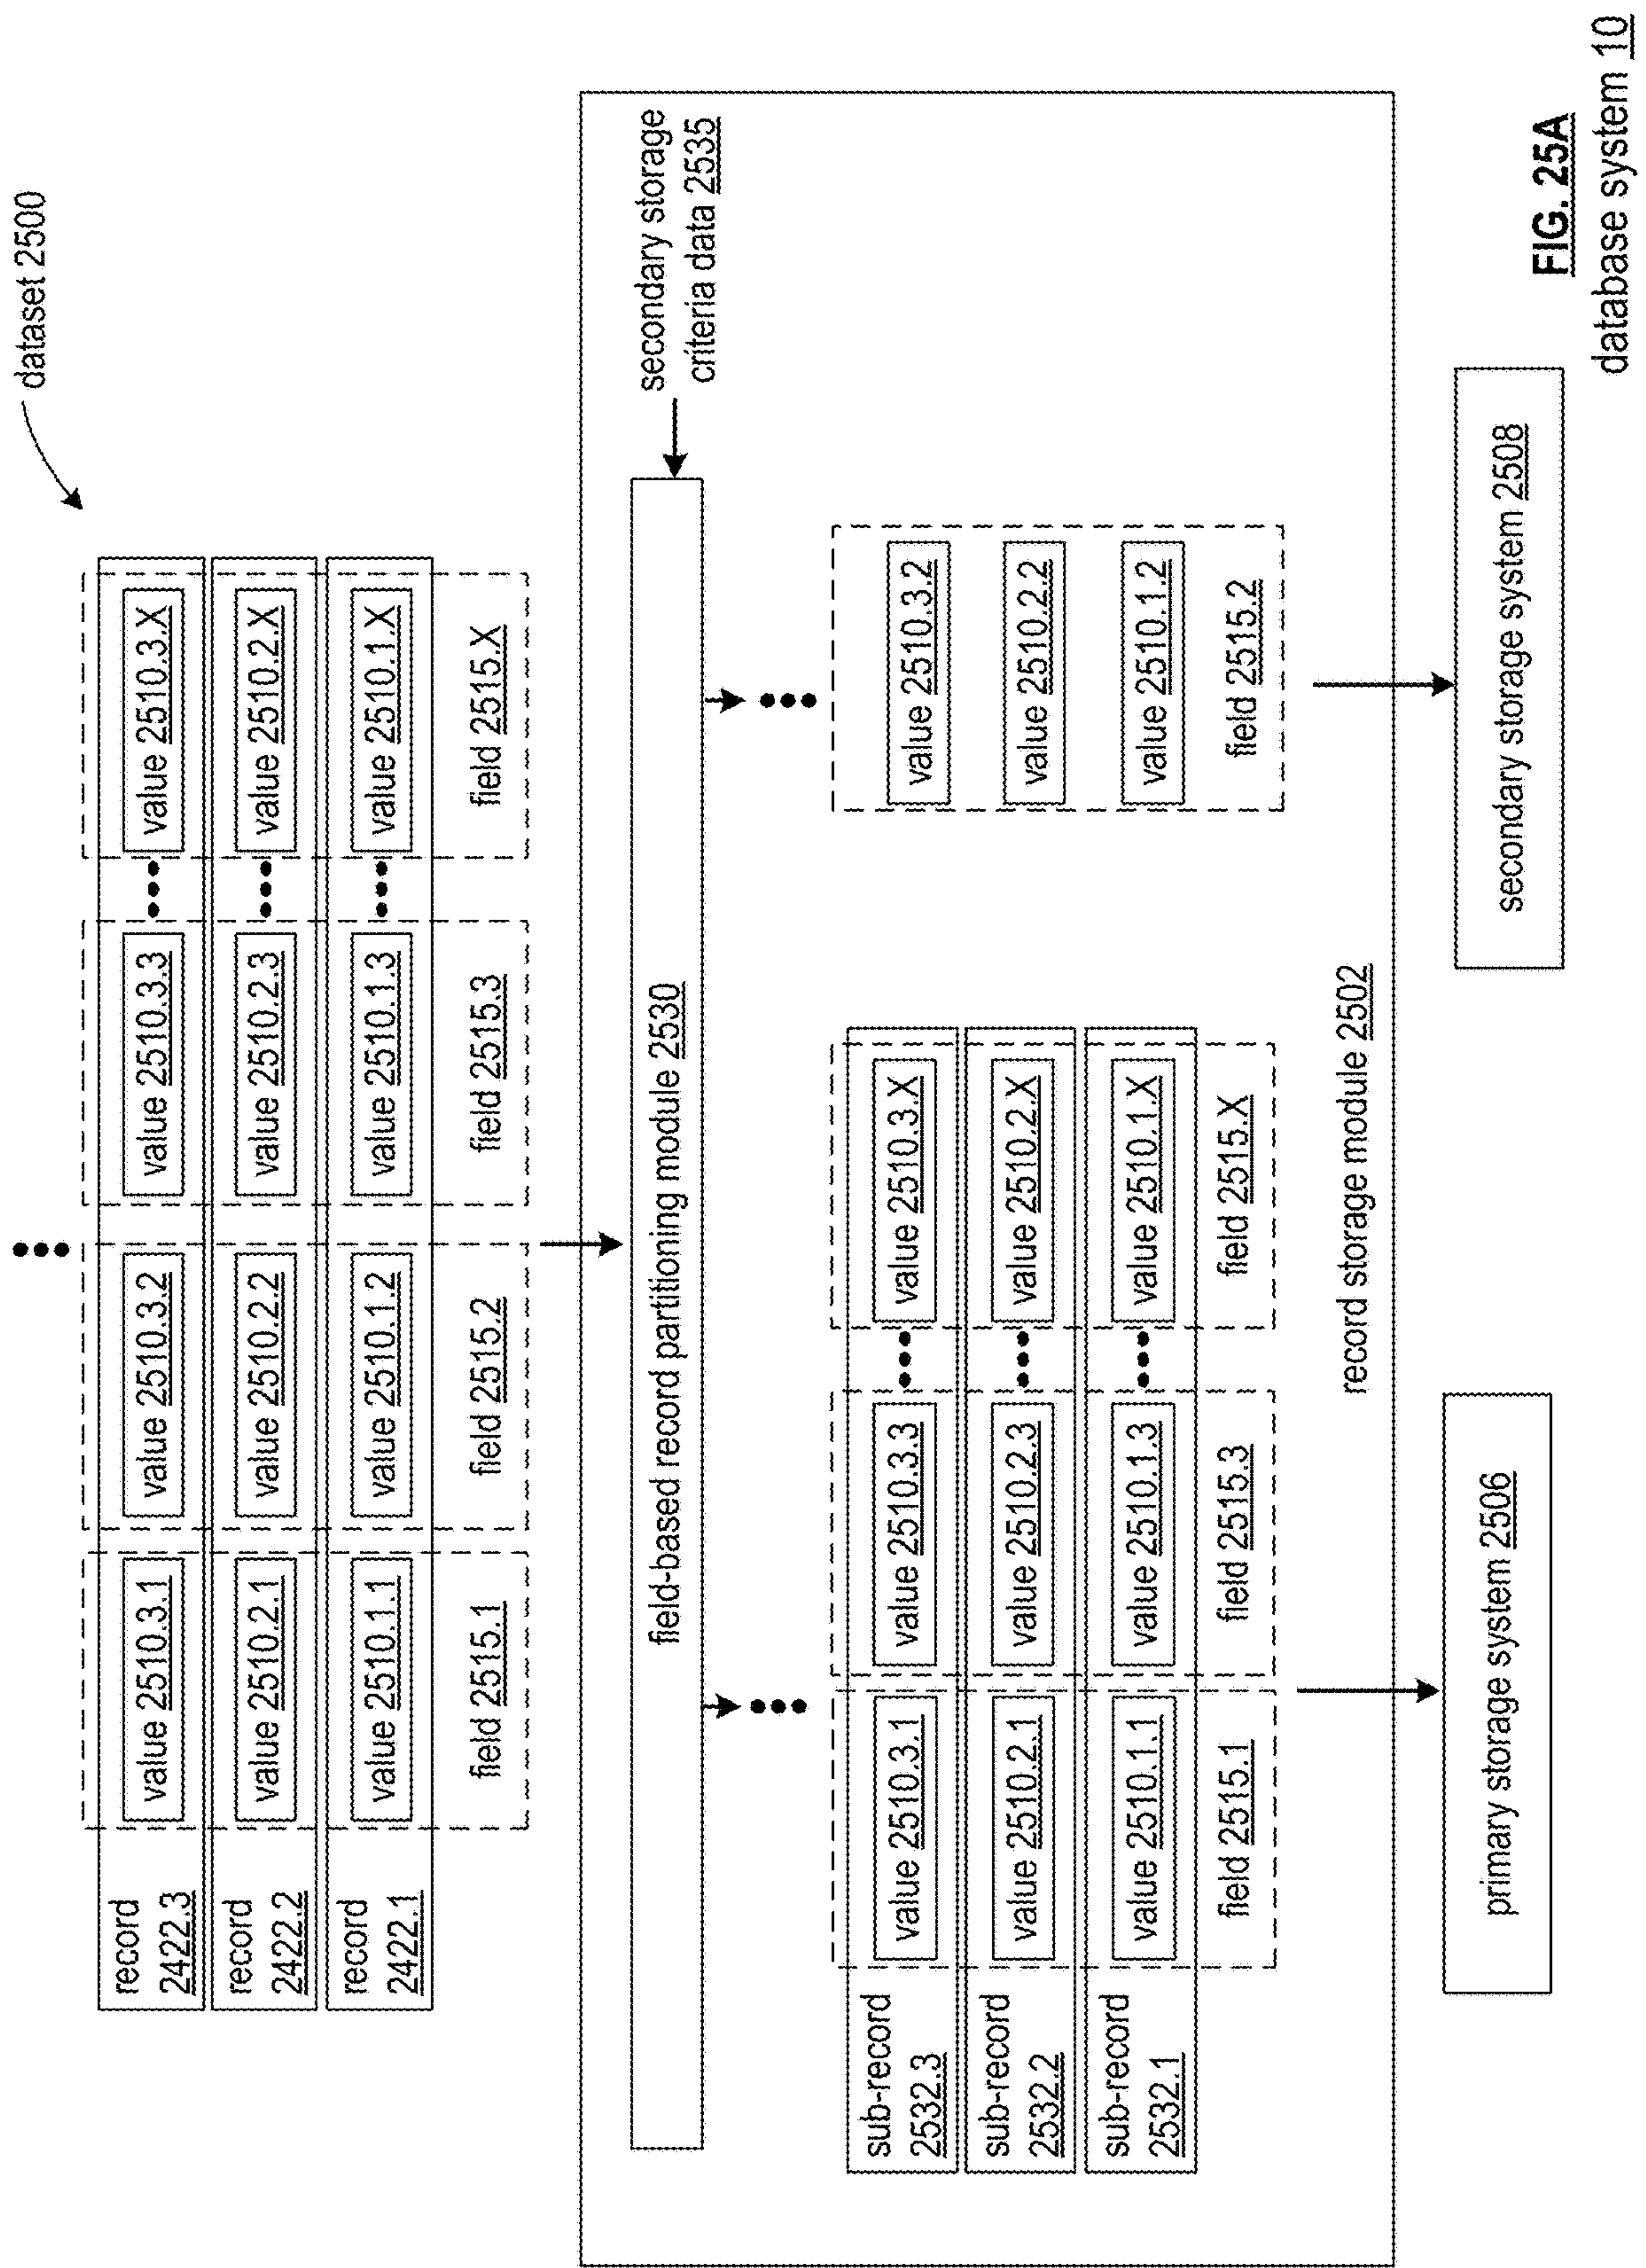 dataset 2500
record
2422.3
value 2510.3.1
value 2510.3.2
value 2510.3.3
value 2510.3.X
record
2422.2
value 2510.2.1
value 2510.2.2
value 2510.2.3
value 2510.2.X
record
2422.1
value 2510.1.1
value 2510.1.2
value 2510.1.3
value 2510.1.X
field 2515.1
field 2515.2
field 2515.3
field 2515.X
field-based record partitioning module 2530
secondary storage
criteria data 2535
sub-record
2532.3
value 2510.3.1
value 2510.3.3
value 2510.3.X
sub-record
2532.2
value 2510.2.1
value 2510.2.3
value 2510.2.X
sub-record
2532.1
value 2510.1.1
value 2510.1.3
value 2510.1.X
field 2515.1
field 2515.3
field 2515.X
value 2510.3.2
value 2510.2.2
value 2510.1.2
field 2515.2
record storage module 2502
primary storage system 2506
secondary storage system 2508
FIG. 25A
database system 10